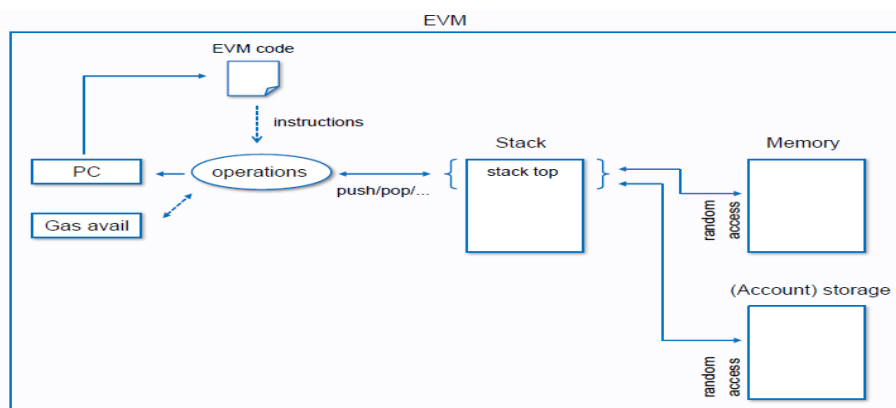 EVM
EVM code
instructions
Stack
Memory
PC
operations
stack top
push/pop/...
Gas avail
random
access
(Account) storage
random
access